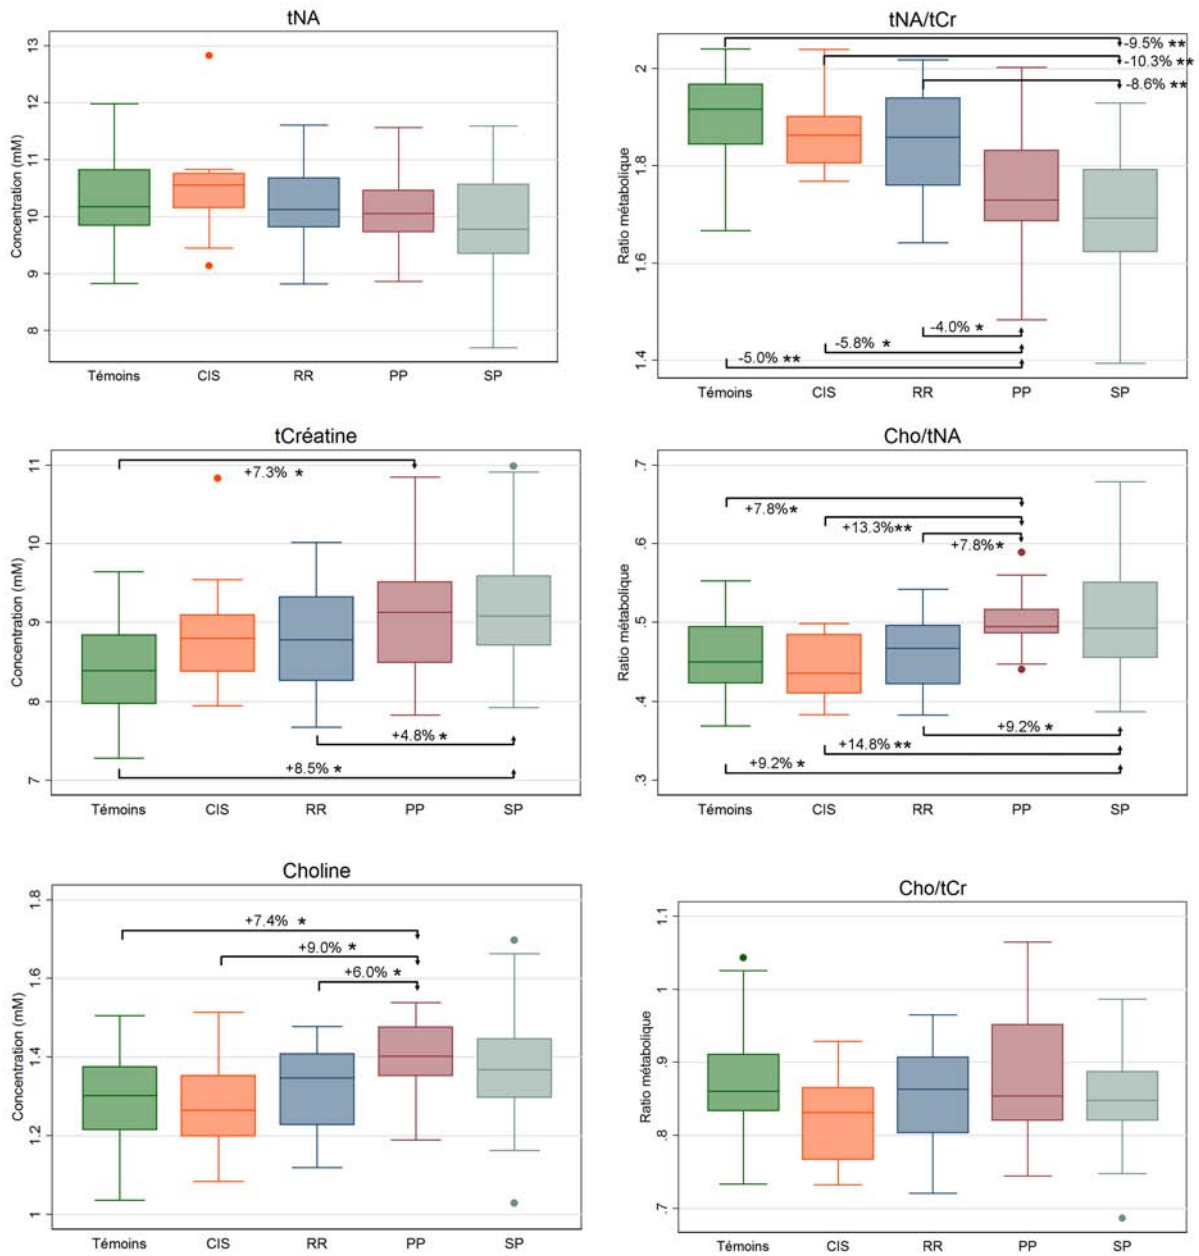 tNA
13
12
11
10
9
8
Concentration (mM)
Témoins CIS RR PP SP
tNA/tCr
2
1.8
1.6
1.4
Ratio métabolique
-9.5% **
-10.3% **
-8.6% **
-4.0% *
-5.8% *
-5.0% **
Témoins CIS RR PP SP
tCréatine
11
10
9
8
7
Concentration (mM)
+7.3% *
+4.8% *
+8.5% *
Témoins CIS RR PP SP
Cho/tNA
.7
.6
.5
.4
.3
Ratio métabolique
+7.8%*
+13.3%**
+7.8%*
+9.2% *
+14.8% **
+9.2% *
Témoins CIS RR PP SP
Choline
1.8
1.6
1.4
1.2
1
Concentration (mM)
+7.4% *
+9.0% *
+6.0% *
Témoins CIS RR PP SP
Cho/tCr
1.1
1
.9
.8
.7
Ratio métabolique
Témoins CIS RR PP SP